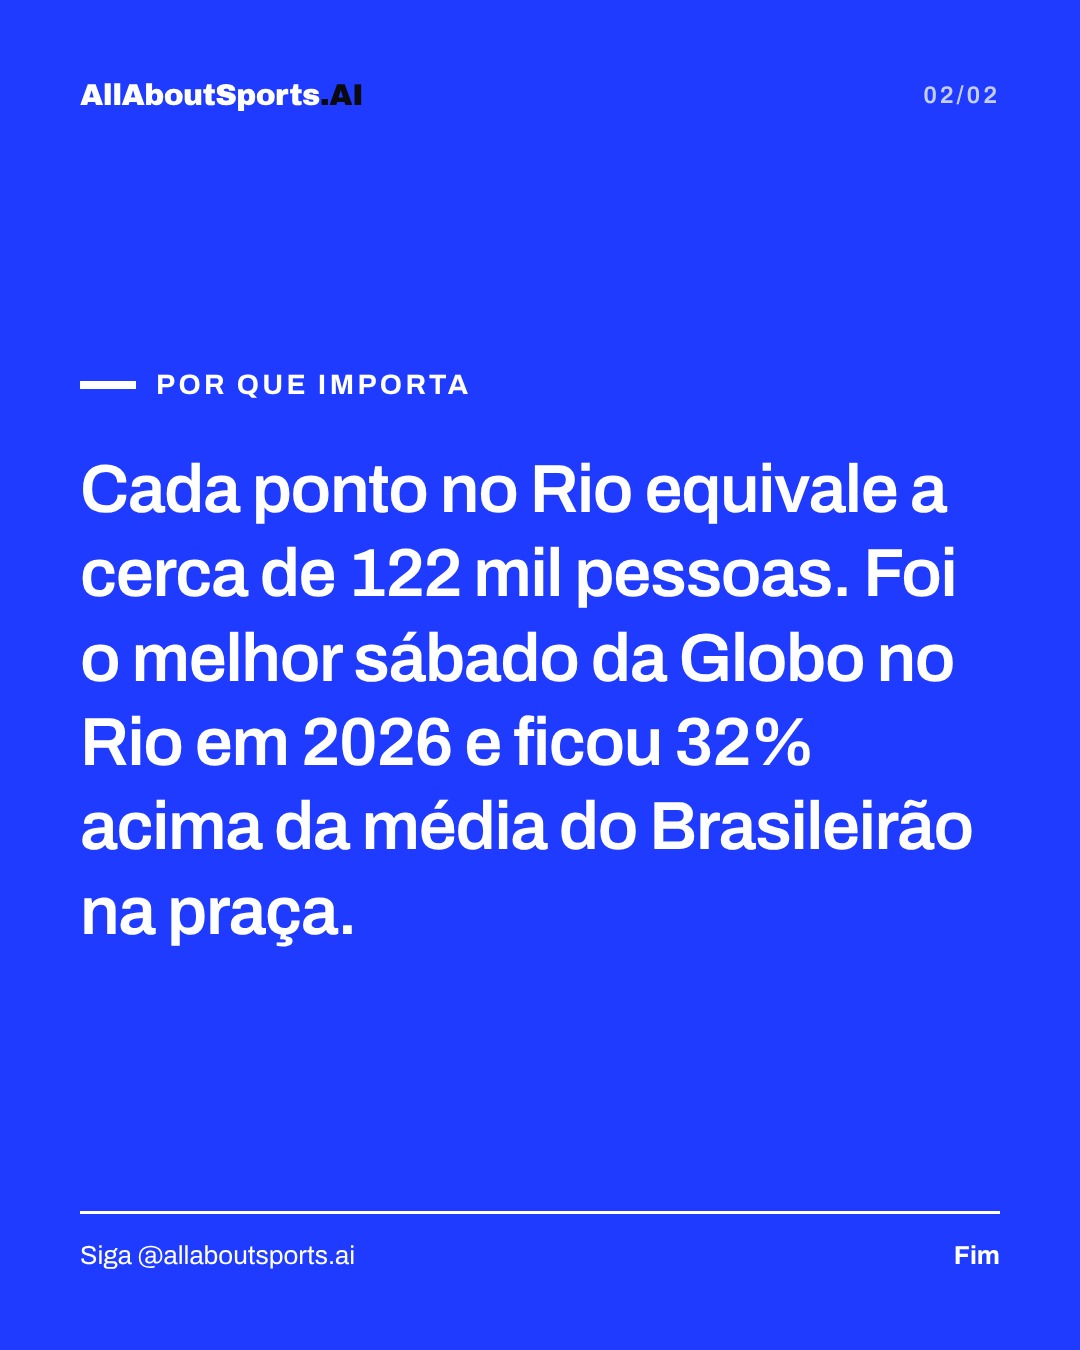 AllAboutSports.AI
02/02
POR QUE IMPORTA
Cada ponto no Rio equivale a
cerca de 122 mil pessoas. Foi
o melhor sábado da Globo no
Rio em 2026 e ficou 32%
acima da média do Brasileirão
na praça.
Siga @allaboutsports.ai
Fim